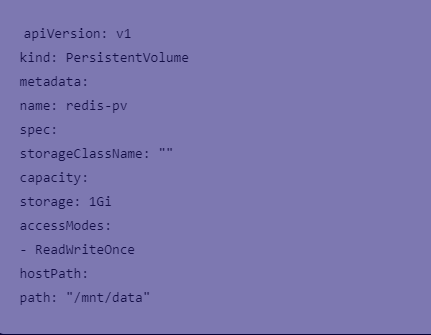 apiVersion: v1
kind: PersistentVolume
metadata:
name: redis-pv
spec:
storageClassName: ""
capacity:
storage: 1Gi
accessModes:
- ReadWriteOnce
hostPath:
path: "/mnt/data"